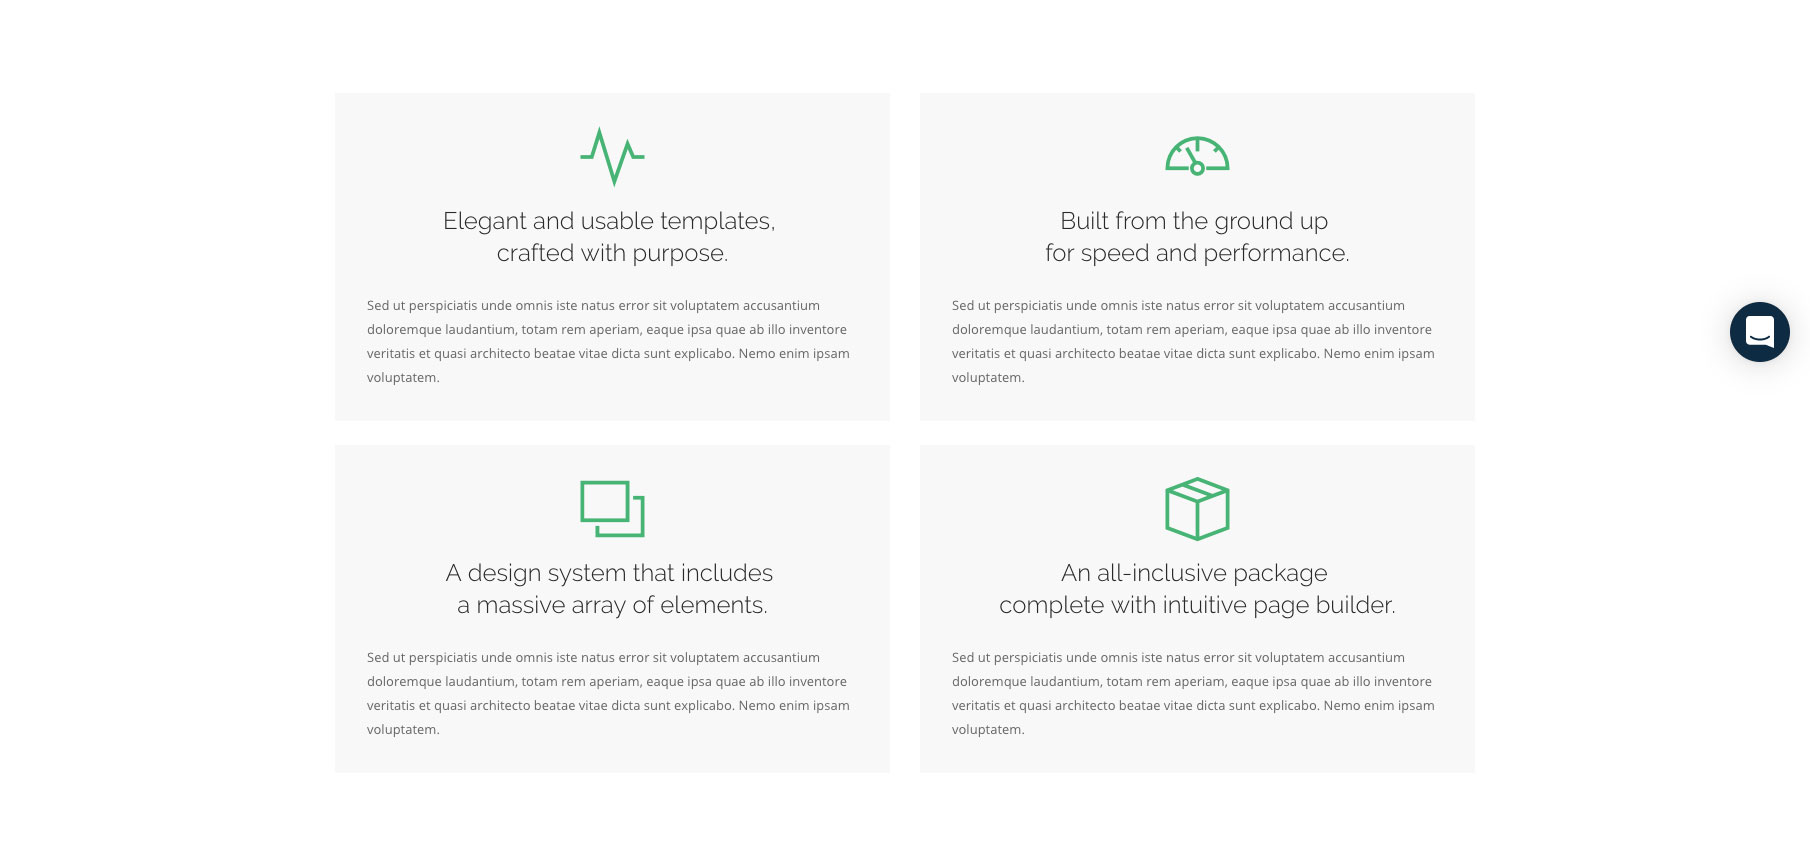 Elegant and usable templates,
crafted with purpose.
Sed ut perspiciatis unde omnis iste natus error sit voluptatem accusantium
doloremque laudantium, totam rem aperiam, eaque ipsa quae ab illo inventore
veritatis et quasi architecto beatae vitae dicta sunt explicabo. Nemo enim ipsam
voluptatem.
Built from the ground up
for speed and performance.
Sed ut perspiciatis unde omnis iste natus error sit voluptatem accusantium
doloremque laudantium, totam rem aperiam, eaque ipsa quae ab illo inventore
veritatis et quasi architecto beatae vitae dicta sunt explicabo. Nemo enim ipsam
voluptatem.
A design system that includes
a massive array of elements.
Sed ut perspiciatis unde omnis iste natus error sit voluptatem accusantium
doloremque laudantium, totam rem aperiam, eaque ipsa quae ab illo inventore
veritatis et quasi architecto beatae vitae dicta sunt explicabo. Nemo enim ipsam
voluptatem.
An all-inclusive package
complete with intuitive page builder.
Sed ut perspiciatis unde omnis iste natus error sit voluptatem accusantium
doloremque laudantium, totam rem aperiam, eaque ipsa quae ab illo inventore
veritatis et quasi architecto beatae vitae dicta sunt explicabo. Nemo enim ipsam
voluptatem.